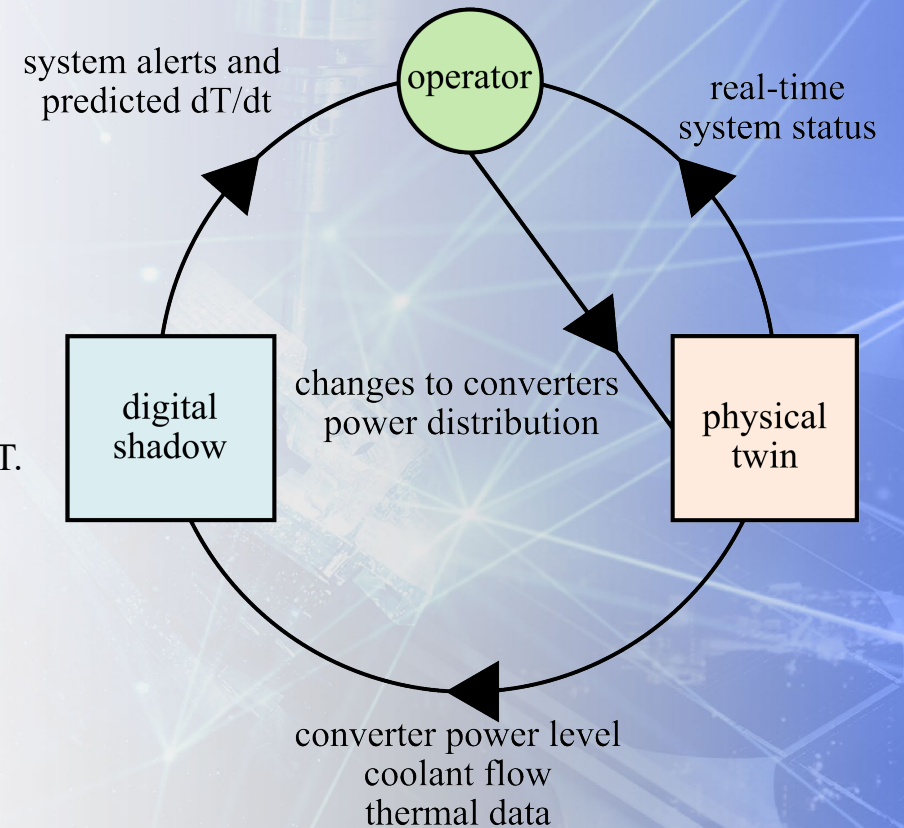 system alerts and
predicted dT/dt
operator
real-time
system status
changes to converters
power distribution
digital
shadow
physical
twin
T.
converter power level
coolant flow
thermal data